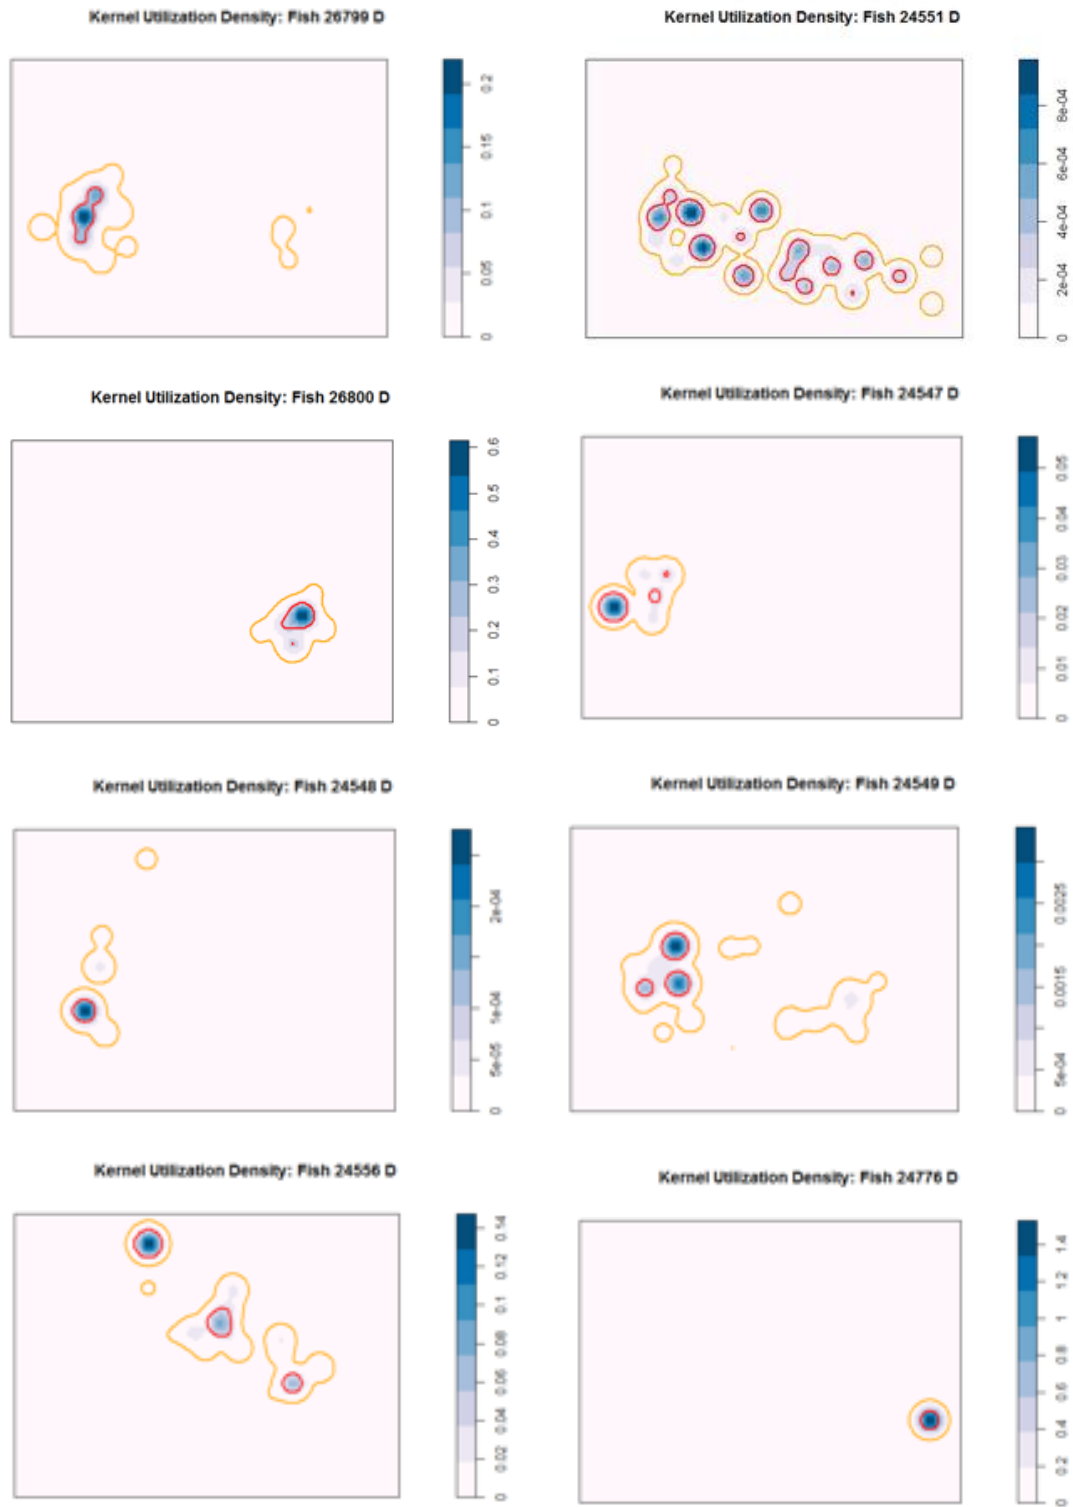 Kernel Utilization Density: Fish 26799 D
0 0.05 0.1 0.15 0.2
Kernel Utilization Density: Fish 24551 D
0 2e-04 4e-04 6e-04 8e-04
Kernel Utilization Density: Fish 26800 D
0 0.1 0.2 0.3 0.4 0.5 0.6
Kernel Utilization Density: Fish 24547 D
0 0.01 0.02 0.03 0.04 0.05
Kernel Utilization Density: Fish 24548 D
0 5e-05 1e-04 2e-04
Kernel Utilization Density: Fish 24549 D
0 5e-04 0.0015 0.0025
Kernel Utilization Density: Fish 24556 D
0 0.02 0.04 0.06 0.08 0.1 0.12 0.14
Kernel Utilization Density: Fish 24776 D
0 0.2 0.4 0.6 0.8 1 1.2 1.4